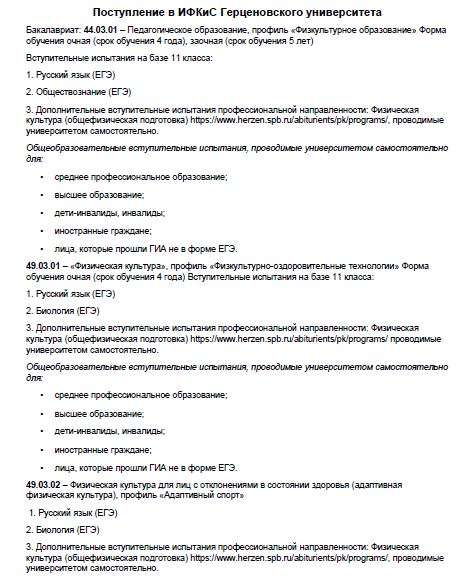 Поступление в ИФКиС Герценовского университета
Бакалавриат: 44.03.01 – Педагогическое образование, профиль «Физкультурное образование» Форма
обучения очная (срок обучения 4 года), заочная (срок обучения 5 лет)
Вступительные испытания на базе 11 класса:
1. Русский язык (ЕГЭ)
2. Обществознание (ЕГЭ)
3. Дополнительные вступительные испытания профессиональной направленности: Физическая
культура (общефизическая подготовка) https://www.herzen.spb.ru/abiturients/pk/programs/, проводимые
университетом самостоятельно.
Общеобразовательные вступительные испытания, проводимые университетом самостоятельно
для:
• среднее профессиональное образование;
• высшее образование;
• дети-инвалиды, инвалиды;
• иностранные граждане;
• лица, которые прошли ГИА не в форме ЕГЭ.
49.03.01 – «Физическая культура», профиль «Физкультурно-оздоровительные технологии» Форма
обучения очная (срок обучения 4 года) Вступительные испытания на базе 11 класса:
1. Русский язык (ЕГЭ)
2. Биология (ЕГЭ)
3. Дополнительные вступительные испытания профессиональной направленности: Физическая
культура (общефизическая подготовка) https://www.herzen.spb.ru/abiturients/pk/programs/ проводимые
университетом самостоятельно.
Общеобразовательные вступительные испытания, проводимые университетом самостоятельно
для:
• среднее профессиональное образование;
• высшее образование;
• дети-инвалиды, инвалиды;
• иностранные граждане;
• лица, которые прошли ГИА не в форме ЕГЭ.
49.03.02 – Физическая культура для лиц с отклонениями в состоянии здоровья (адаптивная
физическая культура), профиль «Адаптивный спорт»
1. Русский язык (ЕГЭ)
2. Биология (ЕГЭ)
3. Дополнительные вступительные испытания профессиональной направленности: Физическая
культура (общефизическая подготовка) https://www.herzen.spb.ru/abiturients/pk/programs/, проводимые
университетом самостоятельно.